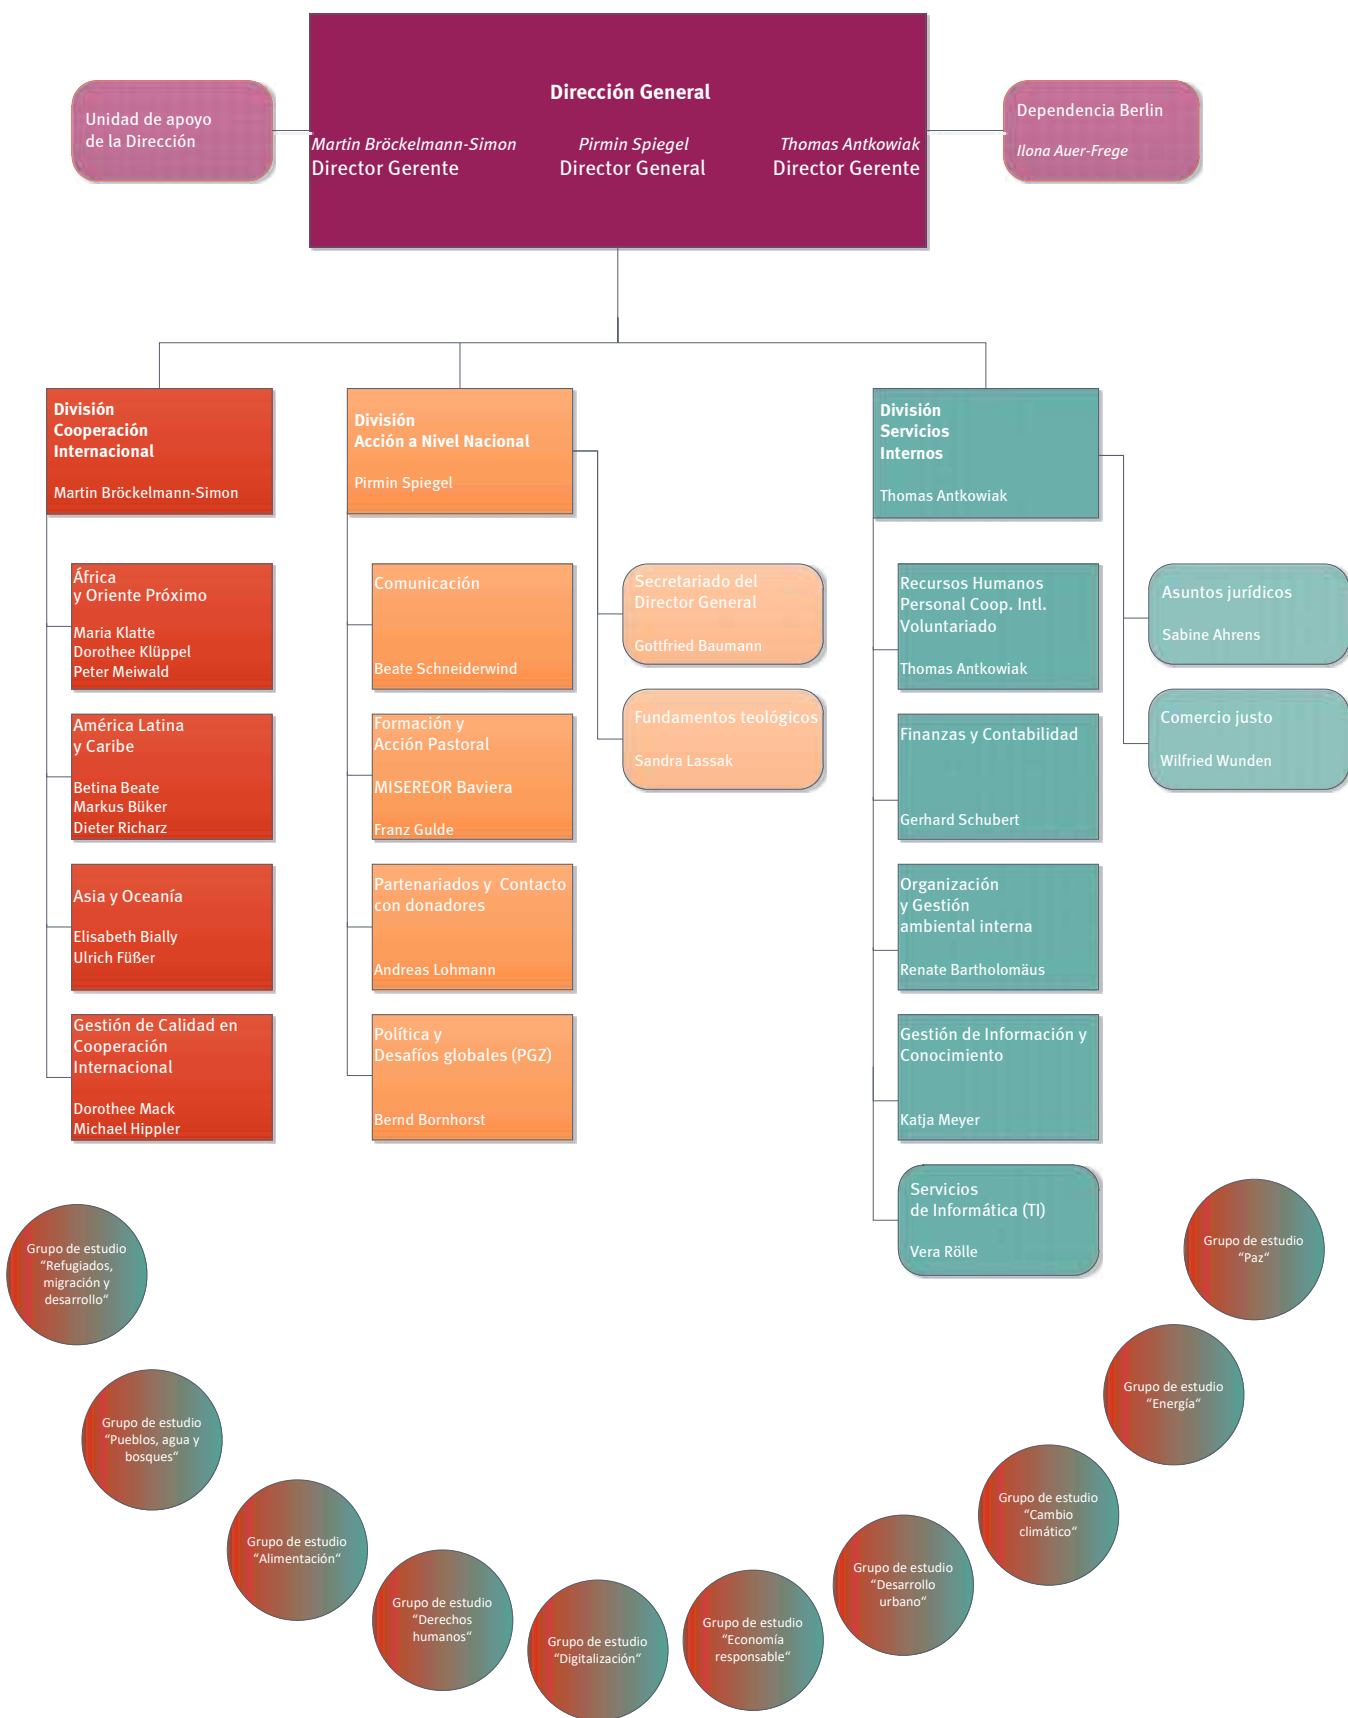 Dirección General
Martin Bröckelmann-Simon
Director Gerente
Pirmin Spiegel
Director General
Thomas Antkowiak
Director Gerente
Unidad de apoyo
de la Dirección
Dependencia Berlin
Ilona Auer-Frege
División
Cooperación
Internacional
Martin Bröckelmann-Simon
África
y Oriente Próximo
Maria Klatte
Dorothee Klüppel
Peter Meiwald
América Latina
y Caribe
Betina Beate
Markus Büker
Dieter Richarz
Asia y Oceanía
Elisabeth Bially
Ulrich Füßer
Gestión de Calidad en
Cooperación
Internacional
Dorothee Mack
Michael Hippler
División
Acción a Nivel Nacional
Pirmin Spiegel
Comunicación
Beate Schneiderwind
Formación y
Acción Pastoral
MISEREOR Baviera
Franz Gulde
Partenariados y Contacto
con donadores
Andreas Lohmann
Política y
Desafíos globales (PGZ)
Bernd Bornhorst
Secretariado del
Director General
Gottfried Baumann
Fundamentos teológicos
Sandra Lassak
División
Servicios
Internos
Thomas Antkowiak
Recursos Humanos
Personal Coop. Intl.
Voluntariado
Thomas Antkowiak
Finanzas y Contabilidad
Gerhard Schubert
Organización
y Gestión
ambiental interna
Renate Bartholomäus
Gestión de Información y
Conocimiento
Katja Meyer
Servicios
de Informática (TI)
Vera Rölle
Asuntos jurídicos
Sabine Ahrens
Comercio justo
Wilfried Wunden
Grupo de estudio
“Refugiados,
migración y
desarrollo“
Grupo de estudio
“Pueblos, agua y
bosques“
Grupo de estudio
“Alimentación“
Grupo de estudio
“Derechos
humanos“
Grupo de estudio
“Digitalización“
Grupo de estudio
“Economía
responsable“
Grupo de estudio
“Desarrollo
urbano“
Grupo de estudio
“Cambio
climático“
Grupo de estudio
“Energía“
Grupo de estudio
“Paz“